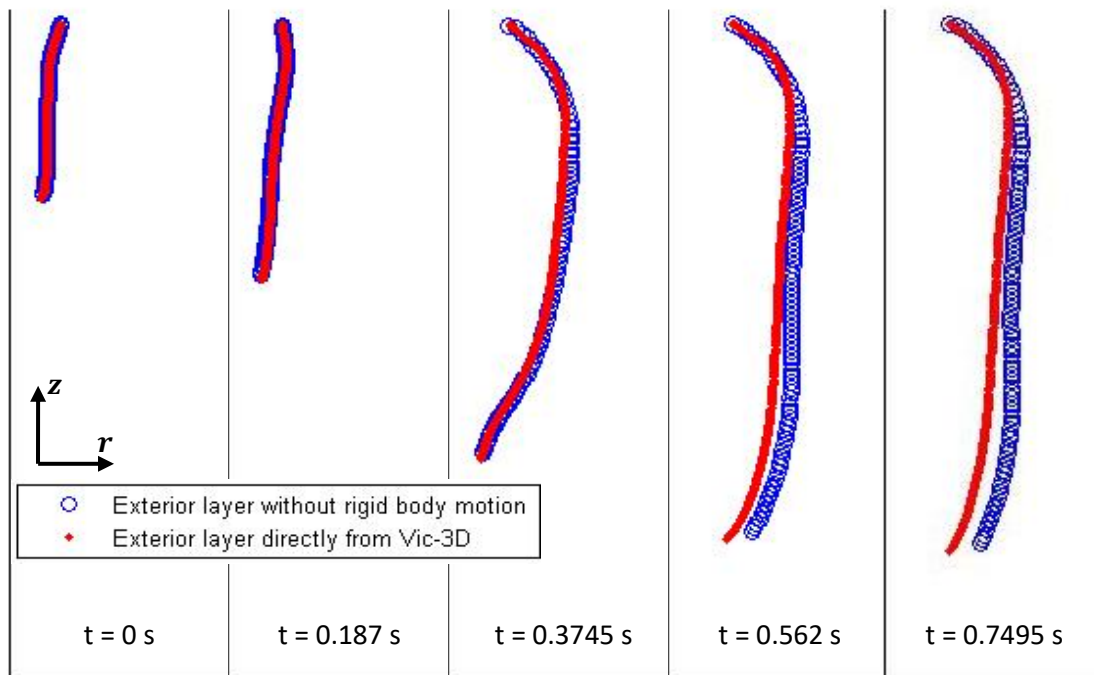 z
r
Exterior layer without rigid body motion
Exterior layer directly from Vic-3D
t = 0 s
t = 0.187 s
t = 0.3745 s
t = 0.562 s
t = 0.7495 s